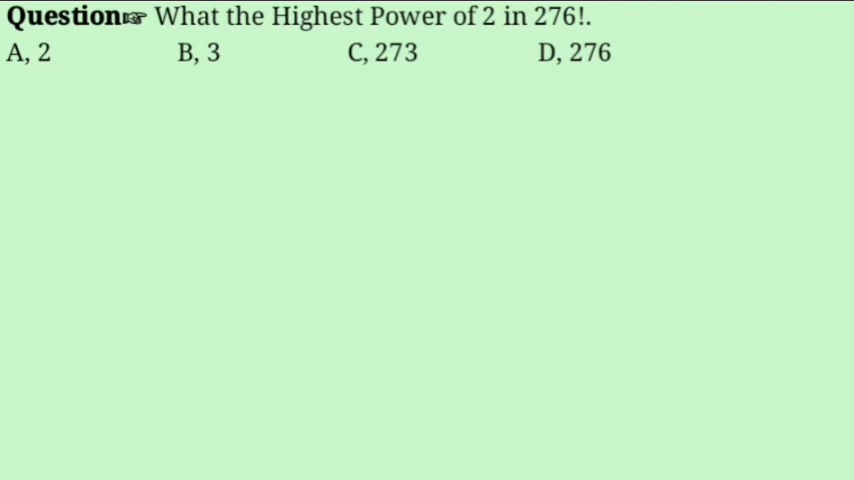 Question☞ What the Highest Power of 2 in 276!.
A, 2 B, 3 C, 273 D, 276